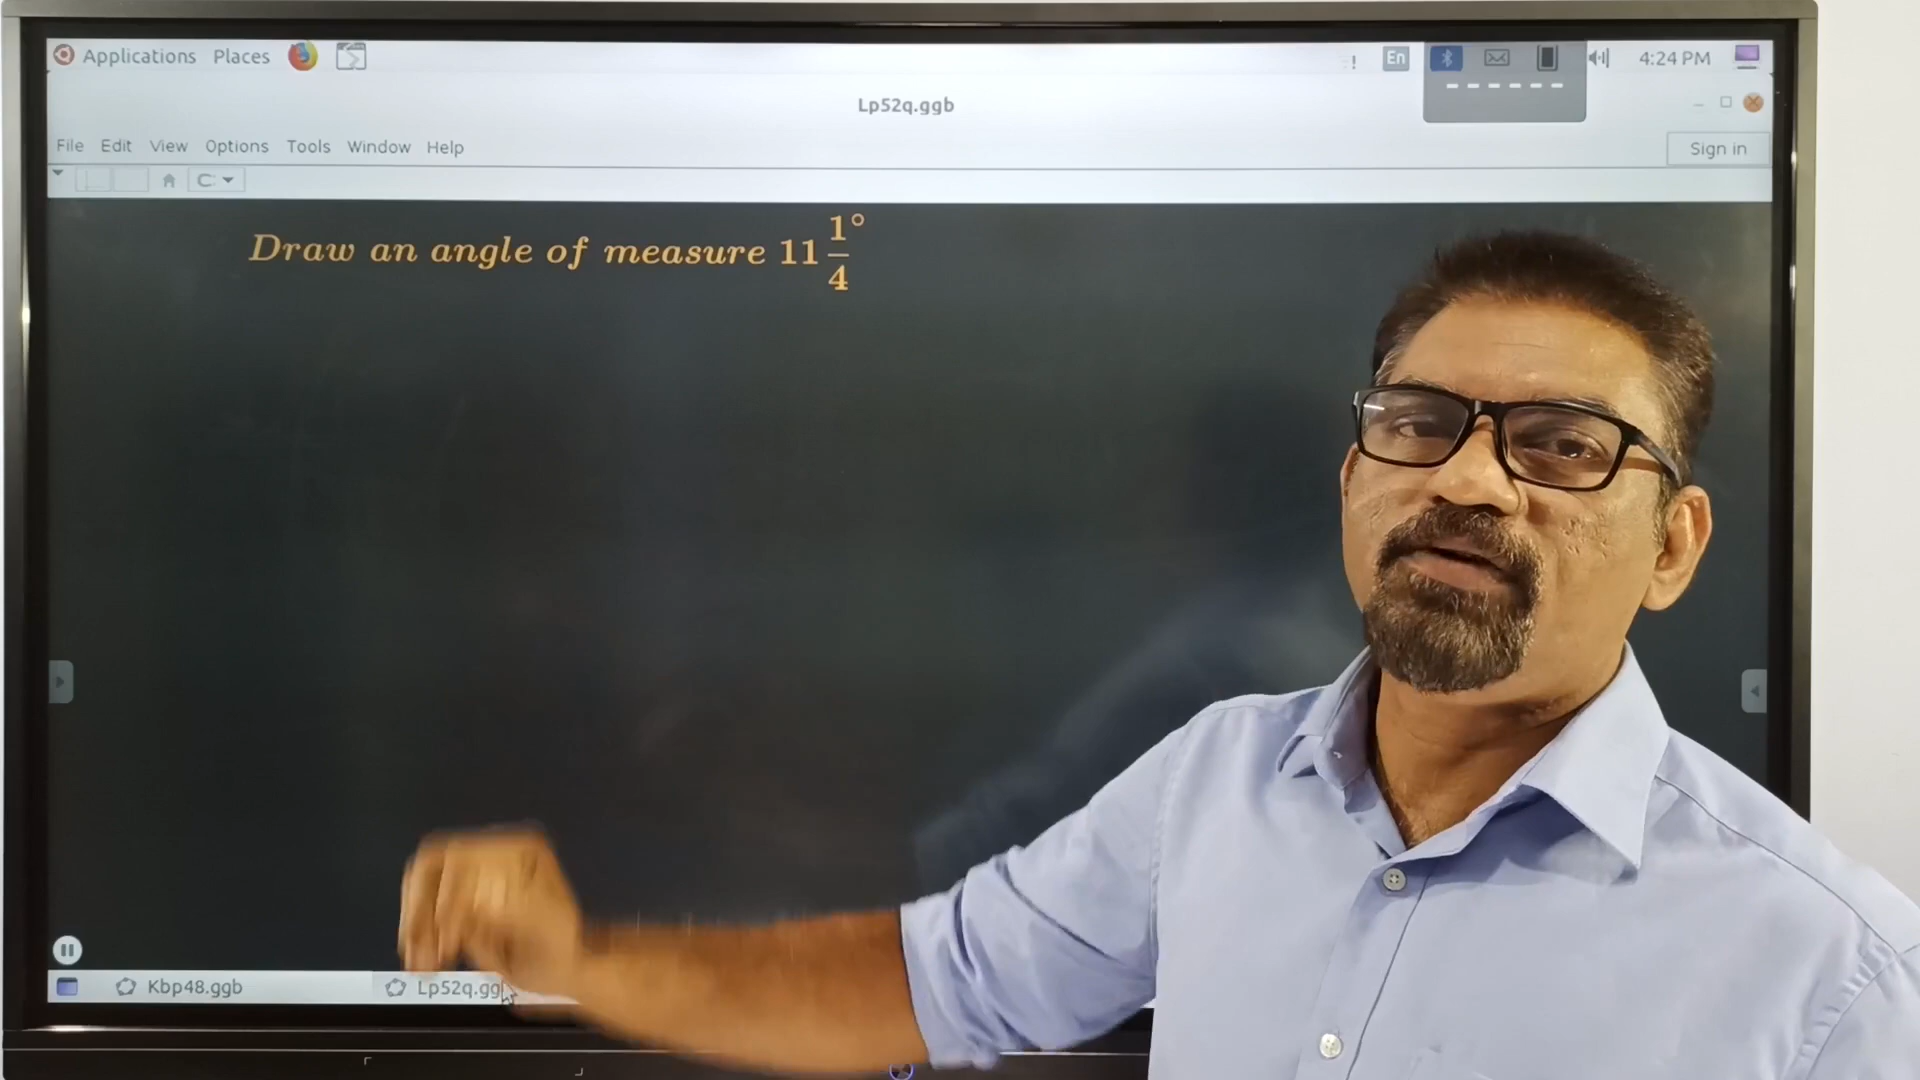 Applications Places
! En 4:24 PM
Lp52q.ggb
File Edit View Options Tools Window Help
Sign in
Draw an angle of measure 11 1/4°
Kbp48.ggb Lp52q.gg